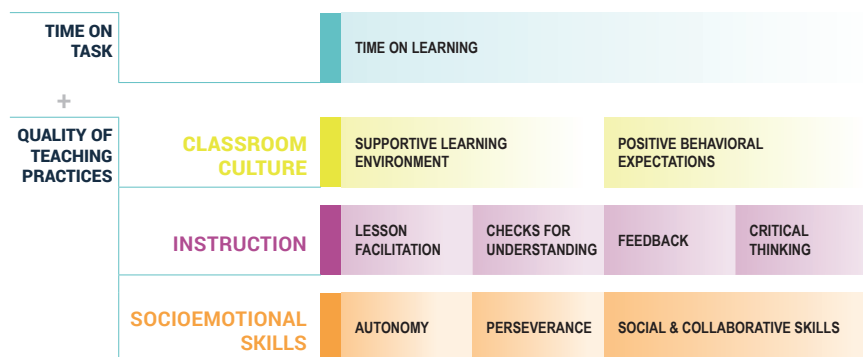 TIME ON
TASK
TIME ON LEARNING
+
QUALITY OF
TEACHING
PRACTICES
CLASSROOM
CULTURE
SUPPORTIVE LEARNING
ENVIRONMENT
POSITIVE BEHAVIORAL
EXPECTATIONS
INSTRUCTION
LESSON
FACILITATION
CHECKS FOR
UNDERSTANDING
FEEDBACK
CRITICAL
THINKING
SOCIOEMOTIONAL
SKILLS
AUTONOMY
PERSEVERANCE
SOCIAL & COLLABORATIVE SKILLS